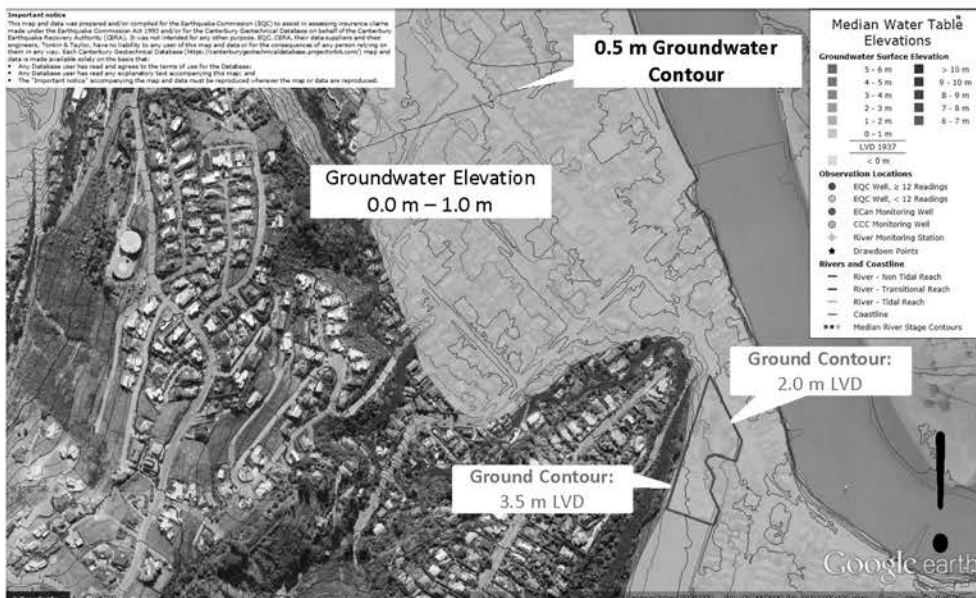 Important notice
This map and data was prepared and/or compiled for the Earthquake Commission (EQC) to assist in assessing insurance claims
made under the Earthquake Commission Act 1993 and/or for the Canterbury Geotechnical Database on behalf of the Canterbury
Earthquake Recovery Authority (CERA). It was not intended for any other purpose. EQC, CERA, their data suppliers and their
engineers, Tonkin & Taylor, have no liability to any user of this map and data or for the consequences of any person relying on
them in any way. Each Canterbury Geotechnical Database (https://canterburygeotechnicaldatabase.projectorbit.com/) map and
data is made available solely on the basis that:
• Any Database user has read and agrees to the terms of use for the Database;
• Any Database user has read any explanatory text accompanying this map; and
• The "Important notice" accompanying the map and data must be reproduced wherever the map or data are reproduced.
0.5 m Groundwater
Contour
Groundwater Elevation
0.0 m – 1.0 m
Ground Contour:
2.0 m LVD
Ground Contour:
3.5 m LVD
Median Water Table
Elevations
Groundwater Surface Elevation
5 - 6 m > 10 m
4 - 5 m 9 - 10 m
3 - 4 m 8 - 9 m
2 - 3 m 7 - 8 m
1 - 2 m 6 - 7 m
0 - 1 m
LVD 1937
< 0 m
Observation Locations
EQC Well, ≥ 12 Readings
EQC Well, < 12 Readings
ECan Monitoring Well
CCC Monitoring Well
River Monitoring Station
Drawdown Points
Rivers and Coastline
River - Non Tidal Reach
River - Transitional Reach
River - Tidal Reach
Coastline
Median River Stage Contours
Google earth